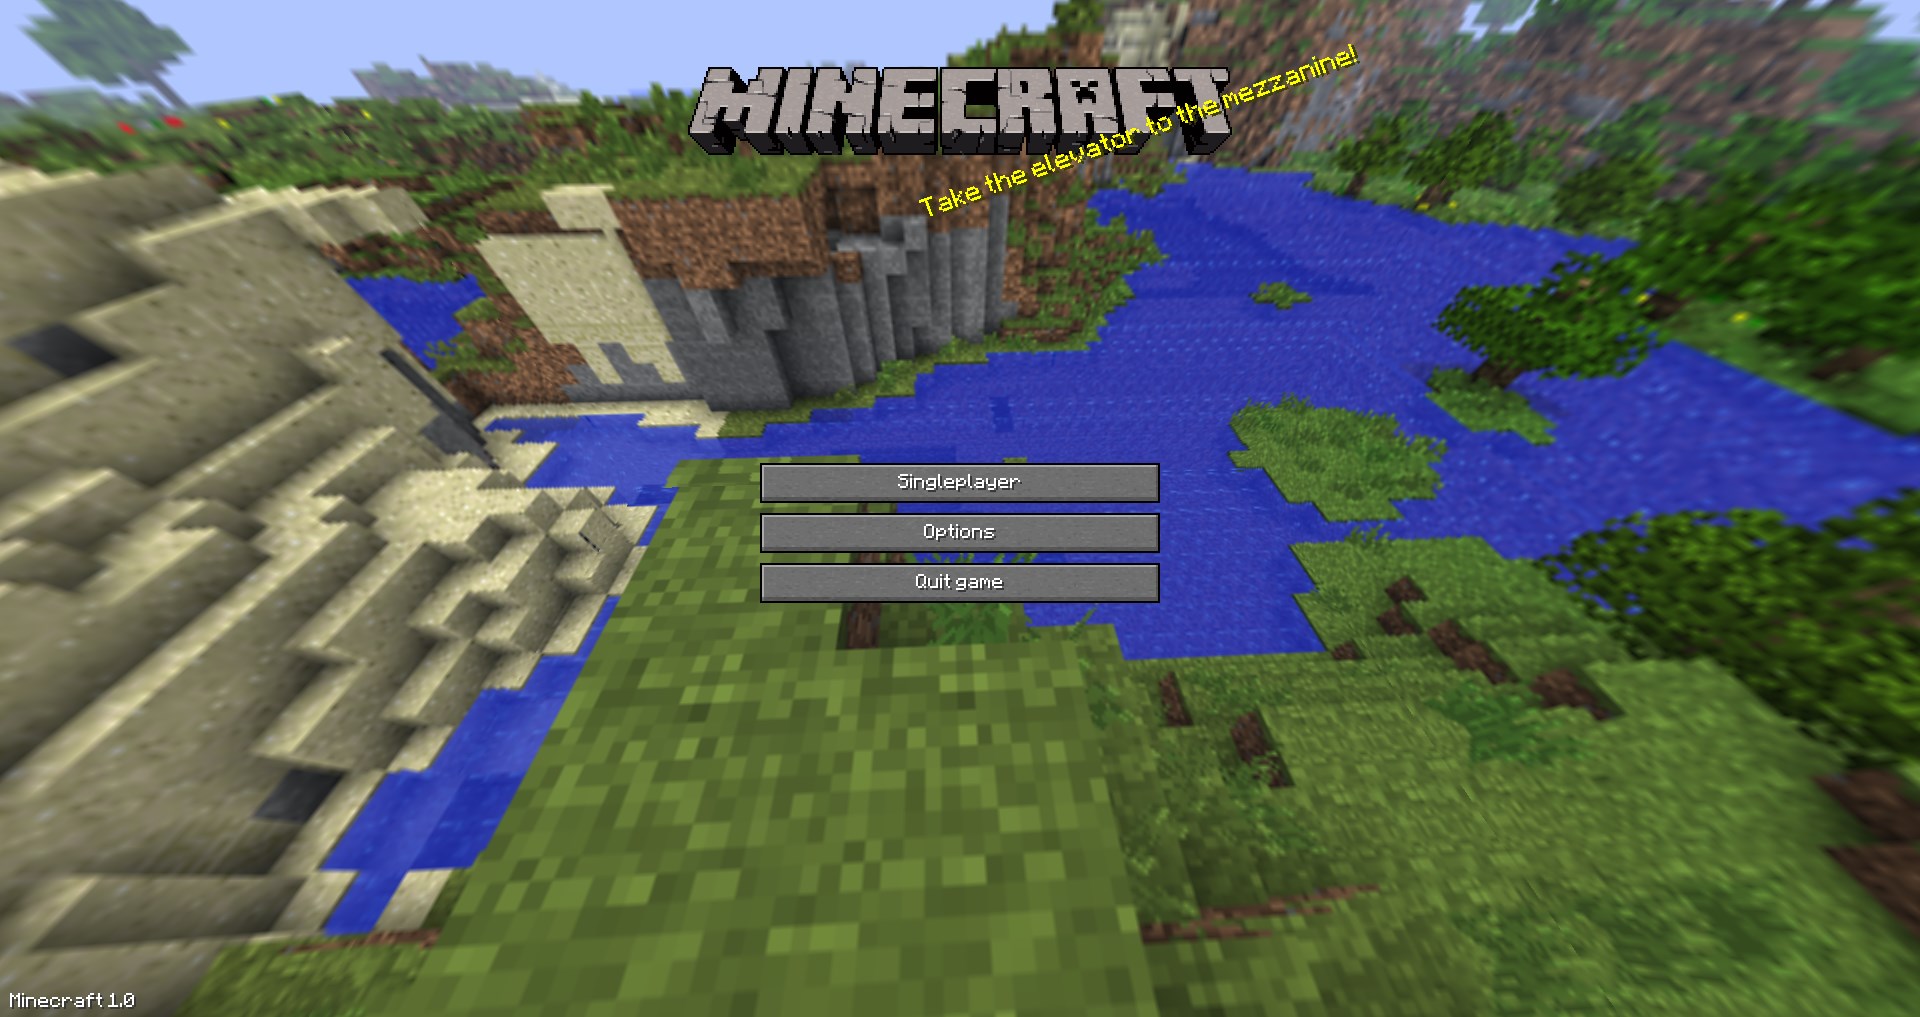 MINECRAFT
Take the elevator to the mezzanine!
Singleplayer
Options
Quit game
Minecraft 1.0